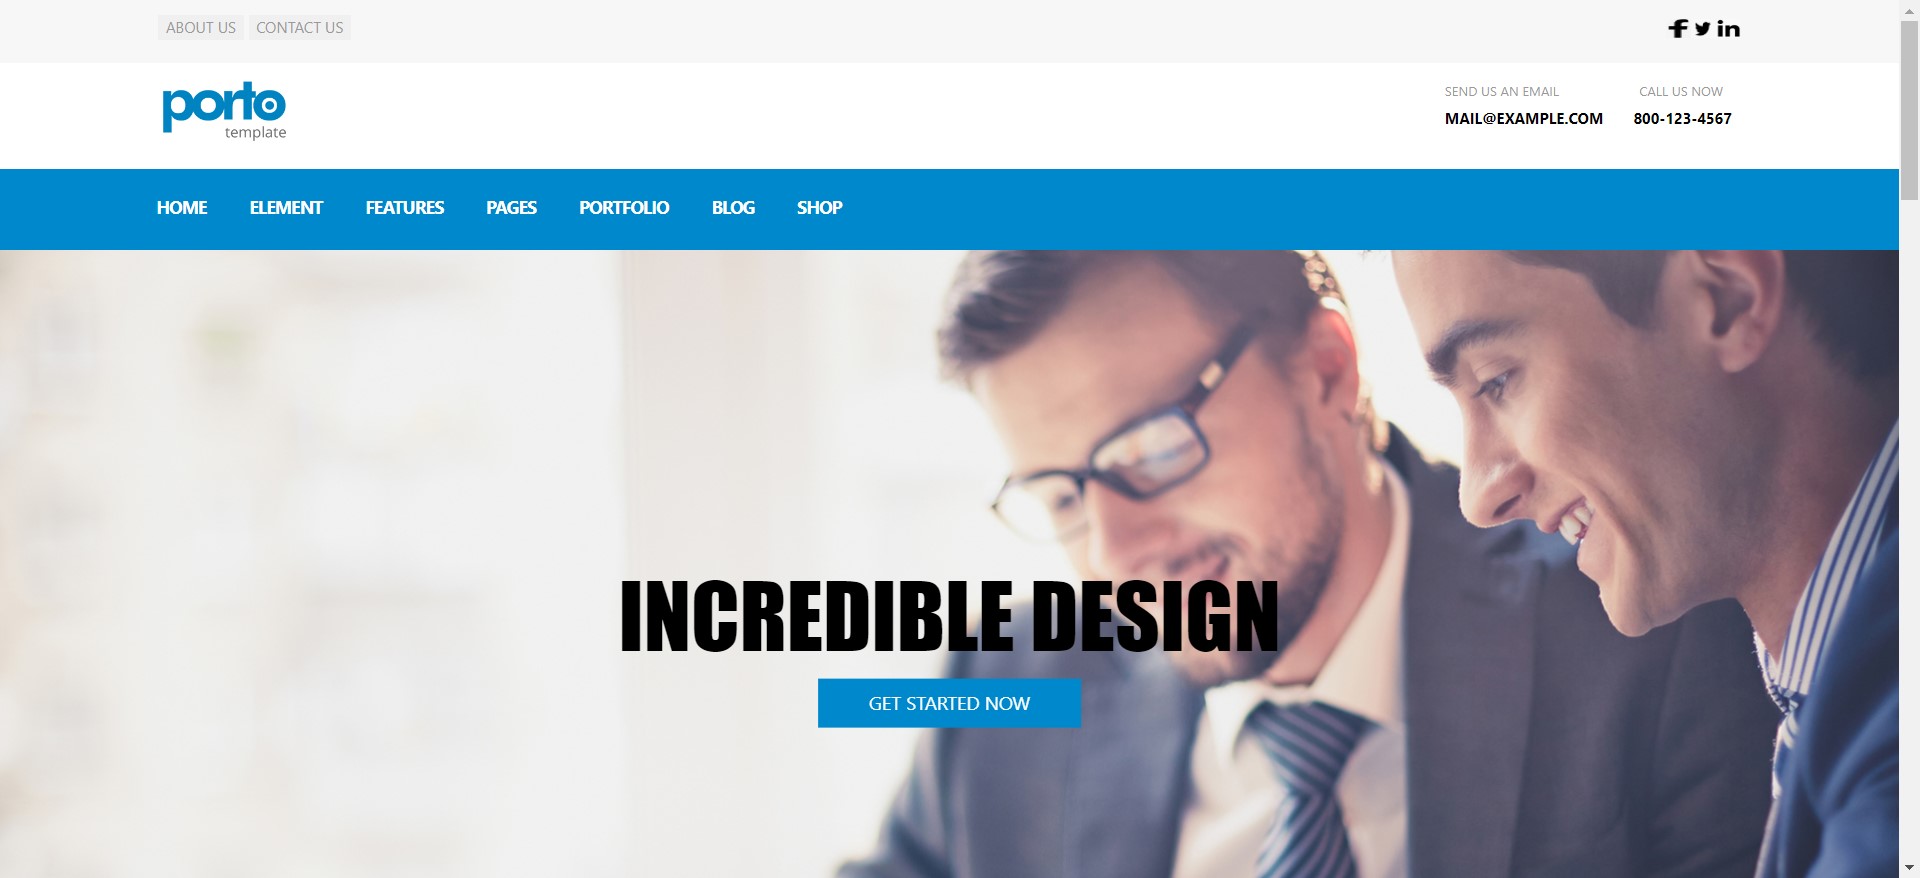 ABOUT US CONTACT US
porto
template
SEND US AN EMAIL CALL US NOW
MAIL@EXAMPLE.COM 800-123-4567
HOME ELEMENT FEATURES PAGES PORTFOLIO BLOG SHOP
INCREDIBLE DESIGN
GET STARTED NOW